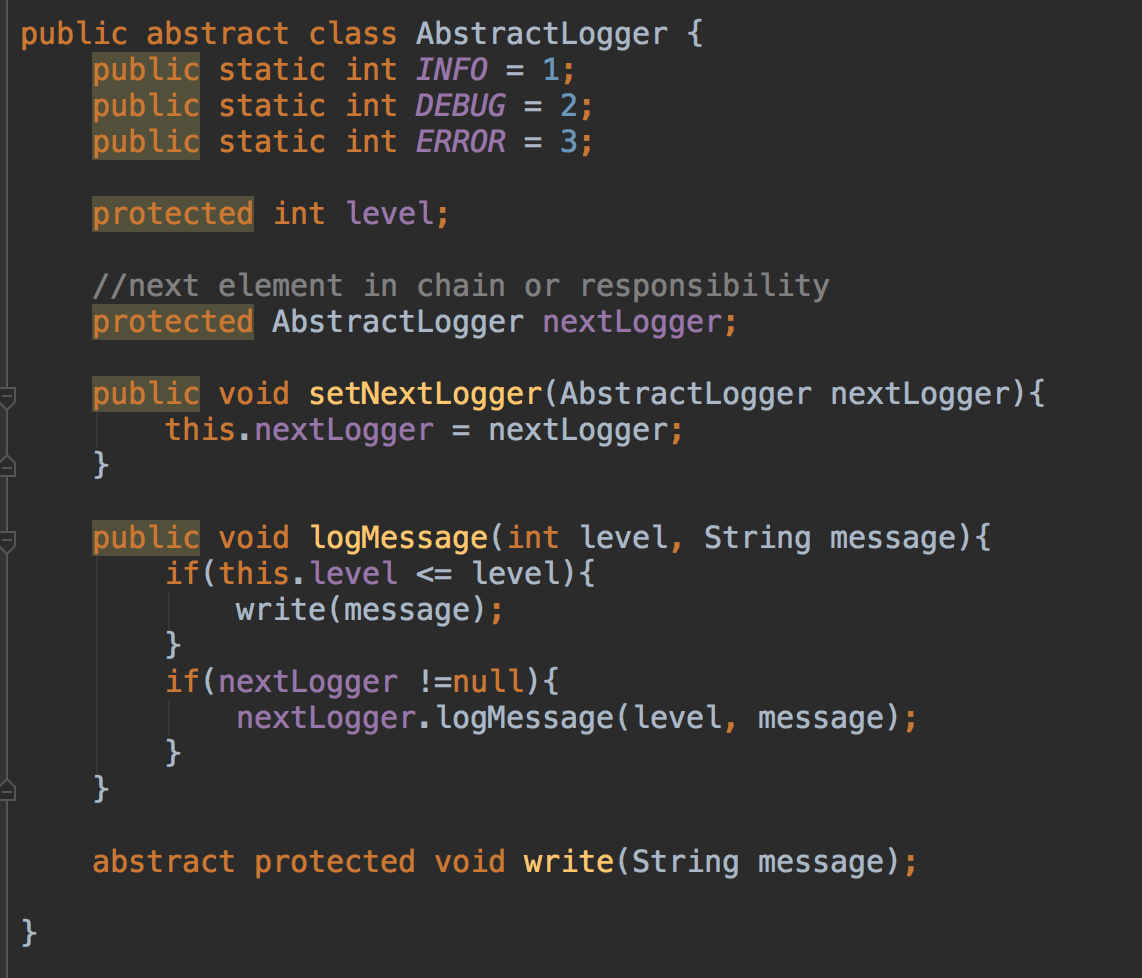 public abstract class AbstractLogger {
    public static int INFO = 1;
    public static int DEBUG = 2;
    public static int ERROR = 3;

    protected int level;

    //next element in chain or responsibility
    protected AbstractLogger nextLogger;

    public void setNextLogger(AbstractLogger nextLogger){
        this.nextLogger = nextLogger;
    }

    public void logMessage(int level, String message){
        if(this.level <= level){
            write(message);
        }
        if(nextLogger !=null){
            nextLogger.logMessage(level, message);
        }
    }

    abstract protected void write(String message);

}